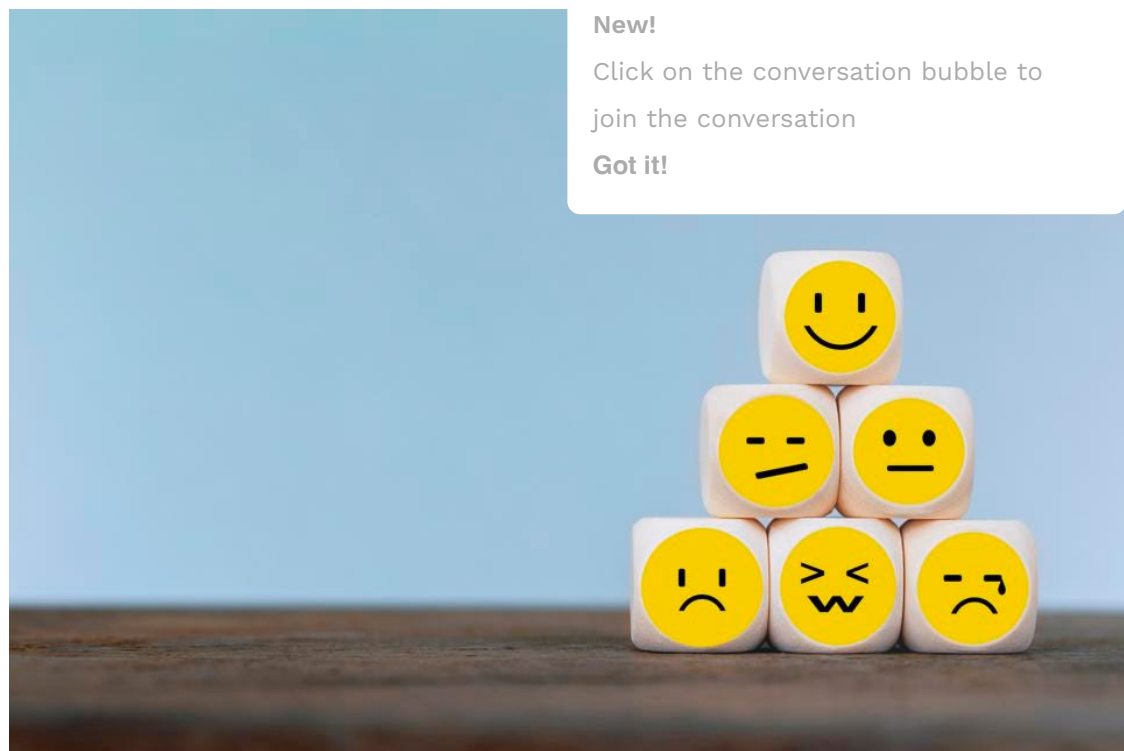 New!
Click on the conversation bubble to
join the conversation
Got it!